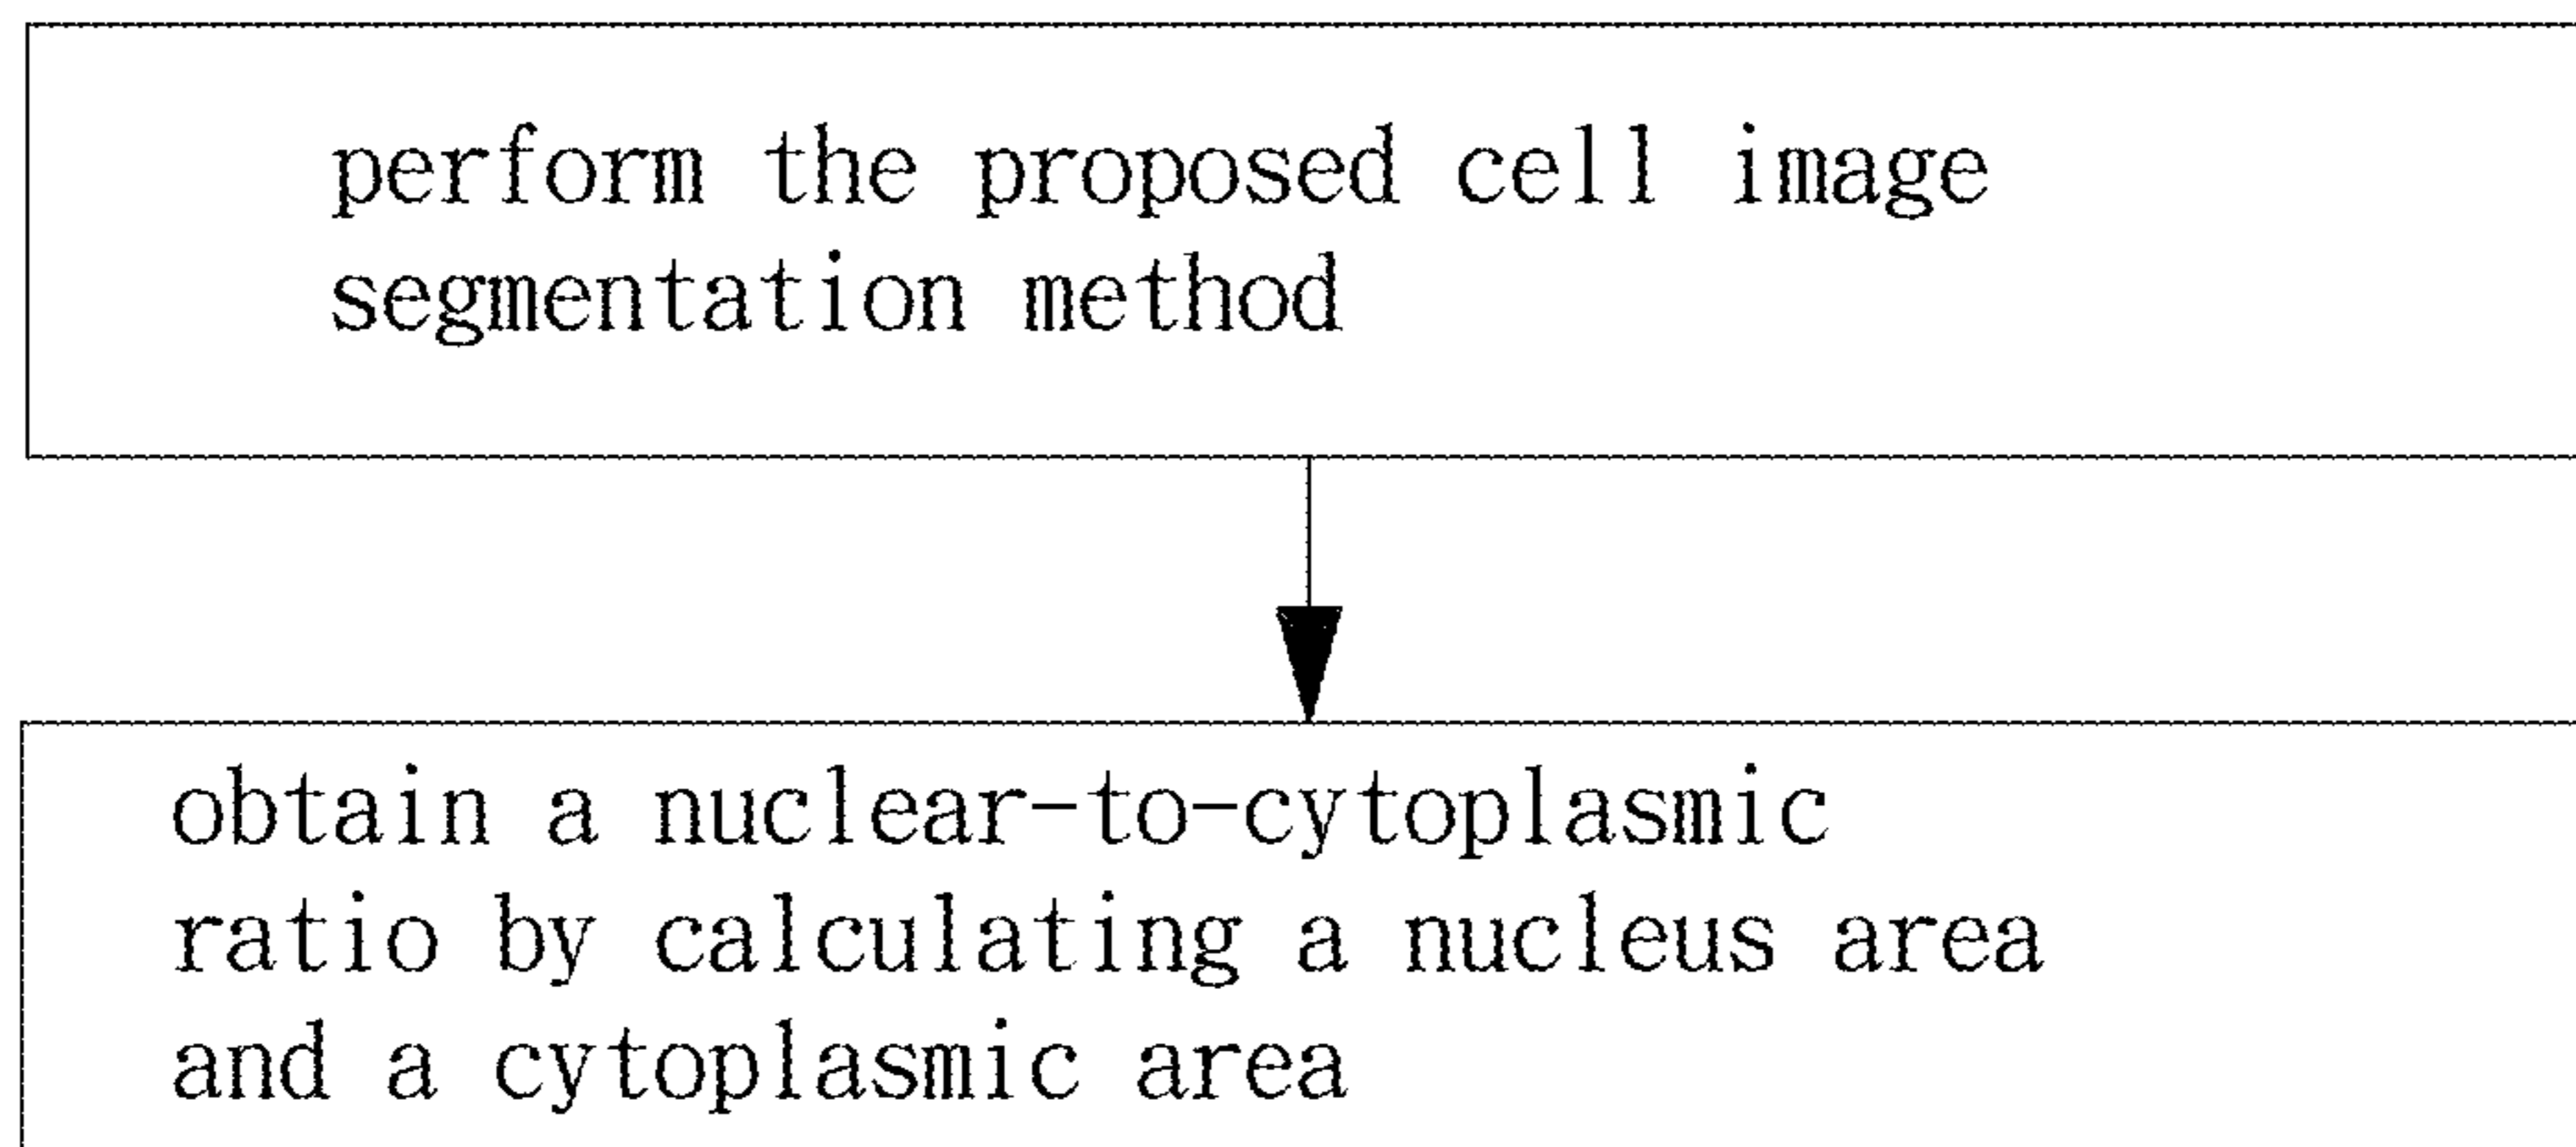 perform the proposed cell image
segmentation method
obtain a nuclear-to-cytoplasmic
ratio by calculating a nucleus area
and a cytoplasmic area